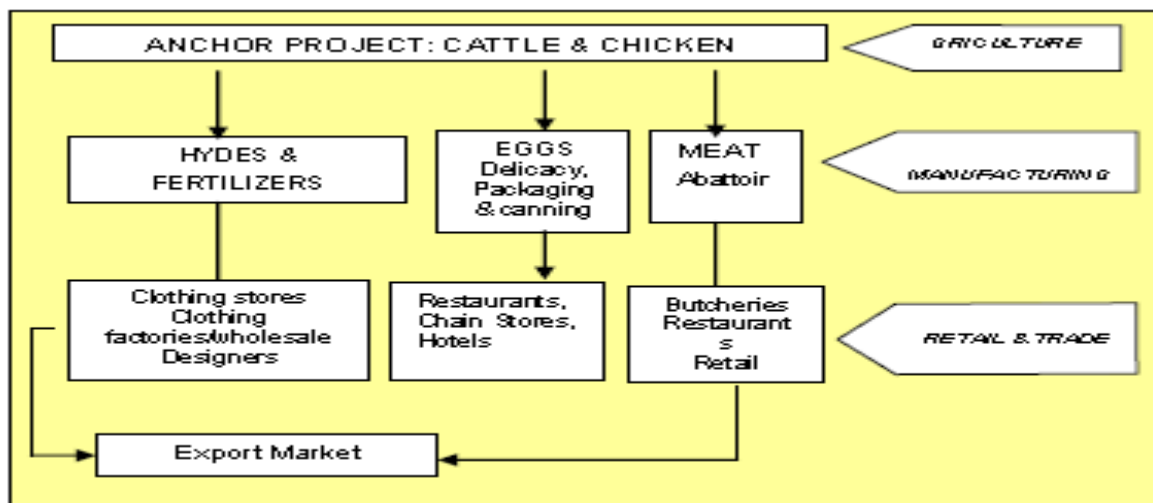 ANCHOR PROJECT: CATTLE & CHICKEN
GRICULTURE
HYDES &
FERTILIZERS
EGGS
Delicacy,
Packaging
& canning
MEAT
Abattoir
MANUFACTURING
Clothing stores
Clothing
factories/wholesale
Designers
Restaurants,
Chain Stores,
Hotels
Butcheries
Restaurant
s
Retail
RETAIL & TRADE
Export Market